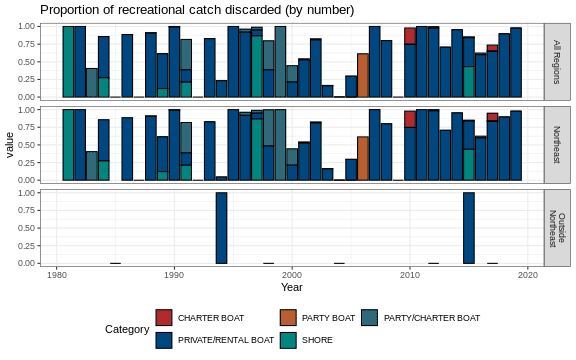 Proportion of recreational catch discarded (by number)
1.00
0.75
0.50
0.25
0.00
All Regions
1.00
0.75
0.50
0.25
0.00
Northeast
1.00
0.75
0.50
0.25
0.00
Outside
Northeast
value
1980
1990
2000
2010
2020
Year
Category
CHARTER BOAT
PARTY BOAT
PARTY/CHARTER BOAT
PRIVATE/RENTAL BOAT
SHORE